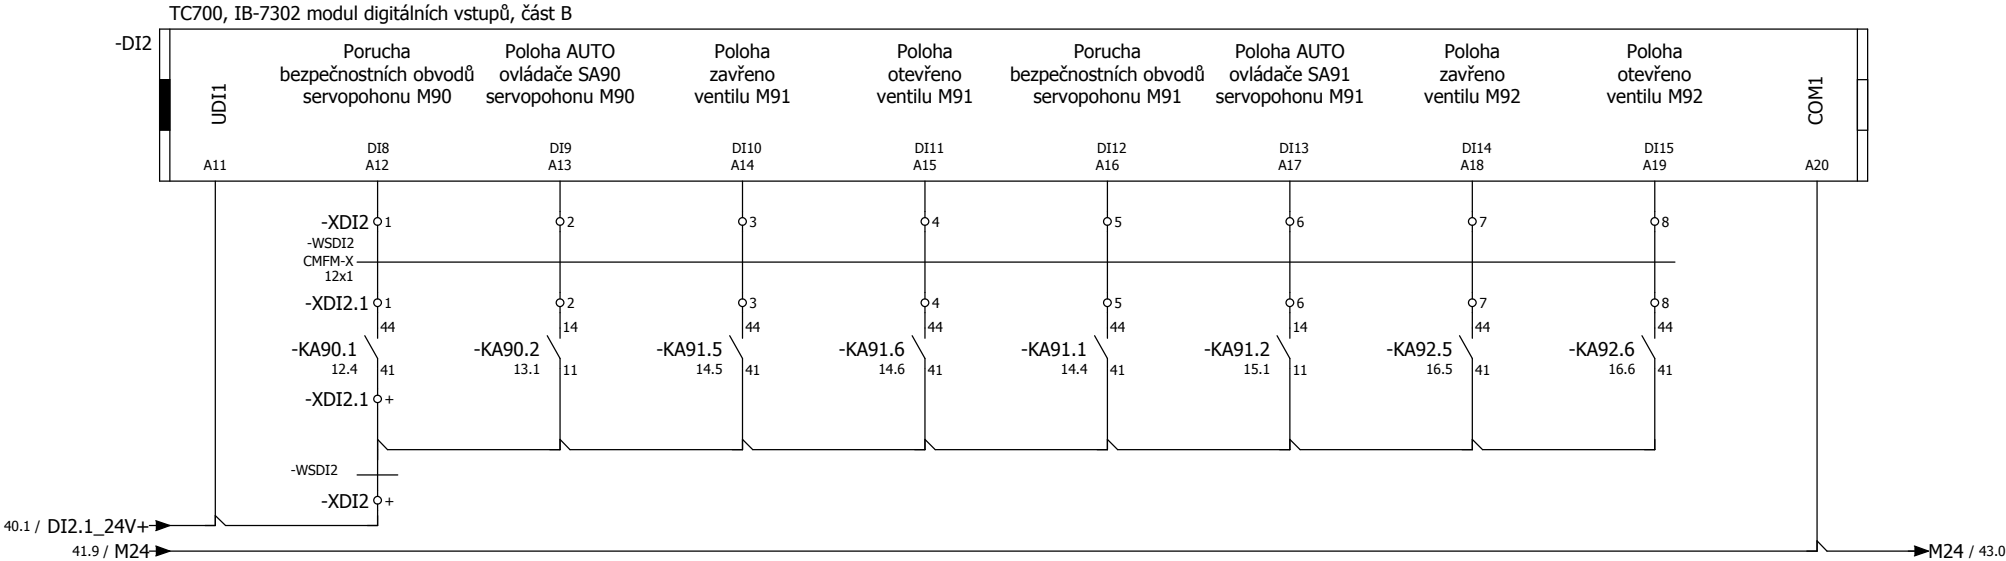 TC700, IB-7302 modul digitálních vstupů, část B
-DI2
UDI1
Porucha
bezpečnostních obvodů
servopohonu M90
Poloha AUTO
ovládače SA90
servopohonu M90
Poloha
zavřeno
ventilu M91
Poloha
otevřeno
ventilu M91
Porucha
bezpečnostních obvodů
servopohonu M91
Poloha AUTO
ovládače SA91
servopohonu M91
Poloha
zavřeno
ventilu M92
Poloha
otevřeno
ventilu M92
COM1
DI8 DI9 DI10 DI11 DI12 DI13 DI14 DI15
A11 A12 A13 A14 A15 A16 A17 A18 A19 A20
-XDI2 1 2 3 4 5 6 7 8
-WSDI2
CMFM-X
12x1
-XDI2.1 1 2 3 4 5 6 7 8
44 14 44 44 44 14 44 44
-KA90.1 -KA90.2 -KA91.5 -KA91.6 -KA91.1 -KA91.2 -KA92.5 -KA92.6
12.4 41 13.1 11 14.5 41 14.6 41 14.4 41 15.1 11 16.5 41 16.6 41
-XDI2.1 +
-WSDI2
-XDI2 +
40.1 / DI2.1_24V+
41.9 / M24
M24 / 43.0